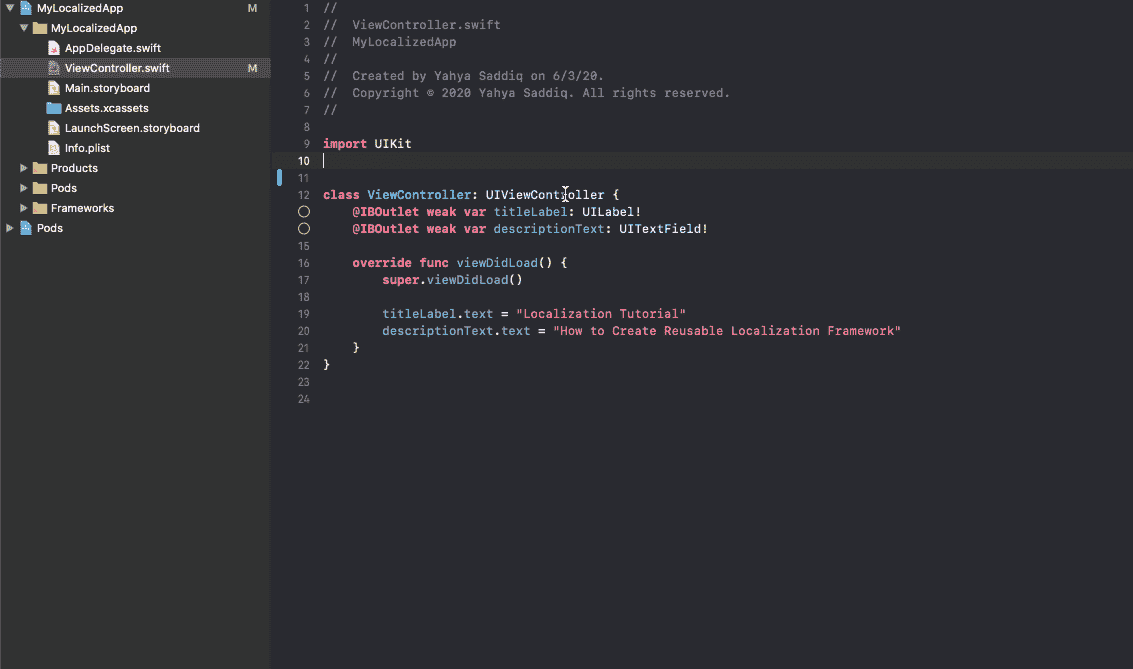 MyLocalizedApp M
MyLocalizedApp
AppDelegate.swift
ViewController.swift M
Main.storyboard
Assets.xcassets
LaunchScreen.storyboard
Info.plist
Products
Pods
Frameworks
Pods
1 //
2 //  ViewController.swift
3 //  MyLocalizedApp
4 //
5 //  Created by Yahya Saddiq on 6/3/20.
6 //  Copyright © 2020 Yahya Saddiq. All rights reserved.
7 //
8
9 import UIKit
10
11
12 class ViewController: UIViewController {
@IBOutlet weak var titleLabel: UILabel!
@IBOutlet weak var descriptionText: UITextField!
15
16 override func viewDidLoad() {
17 super.viewDidLoad()
18
19 titleLabel.text = "Localization Tutorial"
20 descriptionText.text = "How to Create Reusable Localization Framework"
21 }
22 }
23
24